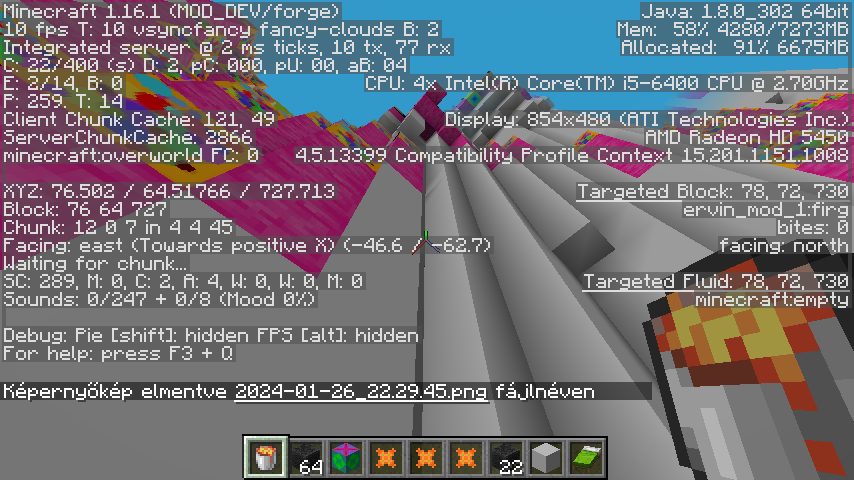 Minecraft 1.16.1 (MOD_DEV/forge)
10 fps T: 10 vsyncfancy fancy-clouds B: 2
Integrated server @ 2 ms ticks, 10 tx, 77 rx
C: 22/400 (s) D: 2, pC: 000, pU: 00, aB: 04
E: 2/14, B: 0
P: 259. T: 14
Client Chunk Cache: 121, 49
ServerChunkCache: 2866
minecraft:overworld FC: 0
XYZ: 76.502 / 64.51766 / 727.713
Block: 76 64 727
Chunk: 12 0 7 in 4 4 45
Facing: east (Towards positive X) (-46.6 / -62.7)
Waiting for chunk...
SC: 289, M: 0, C: 2, A: 4, W: 0, W: 0, M: 0
Sounds: 0/247 + 0/8 (Mood 0%)
Debug: Pie [shift]: hidden FPS [alt]: hidden
For help: press F3 + Q
Java: 1.8.0_302 64bit
Mem: 58% 4280/7273MB
Allocated: 91% 6675MB
CPU: 4x Intel(R) Core(TM) i5-6400 CPU @ 2.70GHz
Display: 854x480 (ATI Technologies Inc.)
AMD Radeon HD 5450
4.5.13399 Compatibility Profile Context 15.201.1151.1008
Targeted Block: 78, 72, 730
ervin_mod_1:firg
bites: 0
facing: north
Targeted Fluid: 78, 72, 730
minecraft:empty
Képernyőkép elmentve 2024-01-26_22.29.45.png fájlnéven
64
22